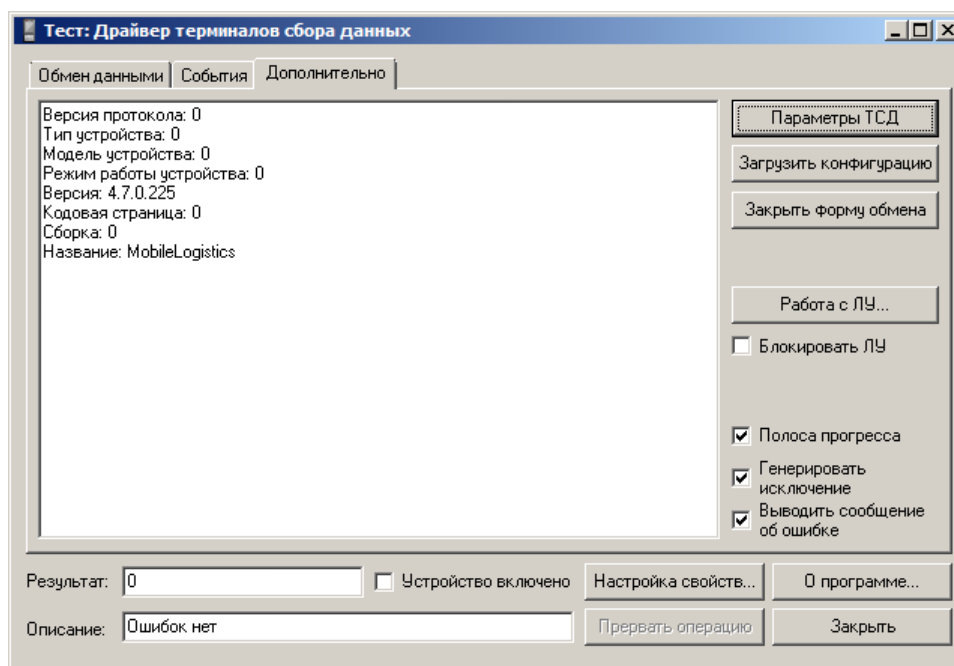 Тест: Драйвер терминалов сбора данных
Обмен данными
События
Дополнительно
Версия протокола: 0
Тип устройства: 0
Модель устройства: 0
Режим работы устройства: 0
Версия: 4.7.0.225
Кодовая страница: 0
Сборка: 0
Название: MobileLogistics
Параметры ТСД
Загрузить конфигурацию
Закрыть форму обмена
Работа с ЛУ...
Блокировать ЛУ
Полоса прогресса
Генерировать
исключение
Выводить сообщение
об ошибке
Результат: 0
Устройство включено
Настройка свойств...
О программе...
Описание: Ошибок нет
Прервать операцию
Закрыть